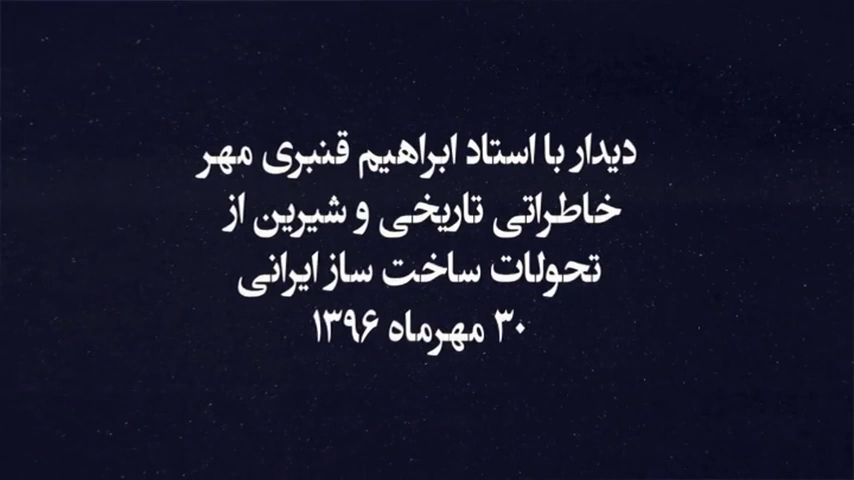 دیدار با استاد ابراهیم قنبری مهر
خاطراتی تاریخی و شیرین از
تحولات ساخت ساز ایرانی
۳۰ مهرماه ۱۳۹۶